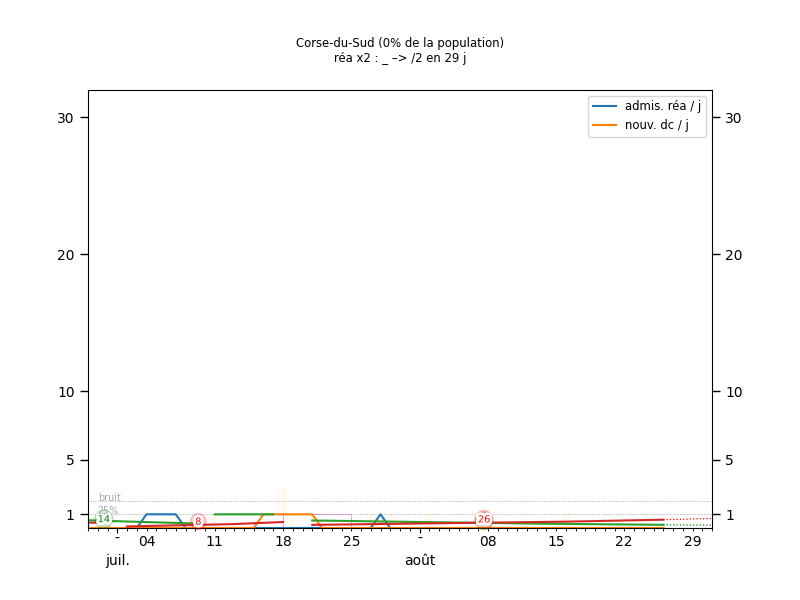 Corse-du-Sud (0% de la population)
réa x2 : _ –> /2 en 29 j
admis. réa / j
nouv. dc / j
30
30
20
20
10
10
5
5
bruit
25%
1
1
14
8
26
- 04 11 18 25 - 08 15 22 29
juil. août